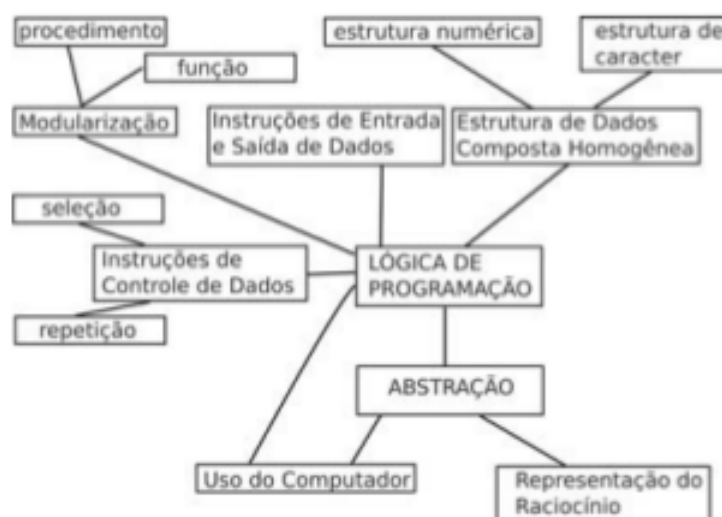 procedimento
estrutura numérica
estrutura de
caracter
função
Modularização
Instruções de Entrada
e Saída de Dados
Estrutura de Dados
Composta Homogênea
seleção
Instruções de
Controle de Dados
LÓGICA DE
PROGRAMAÇÃO
repetição
ABSTRAÇÃO
Uso do Computador
Representação do
Raciocínio